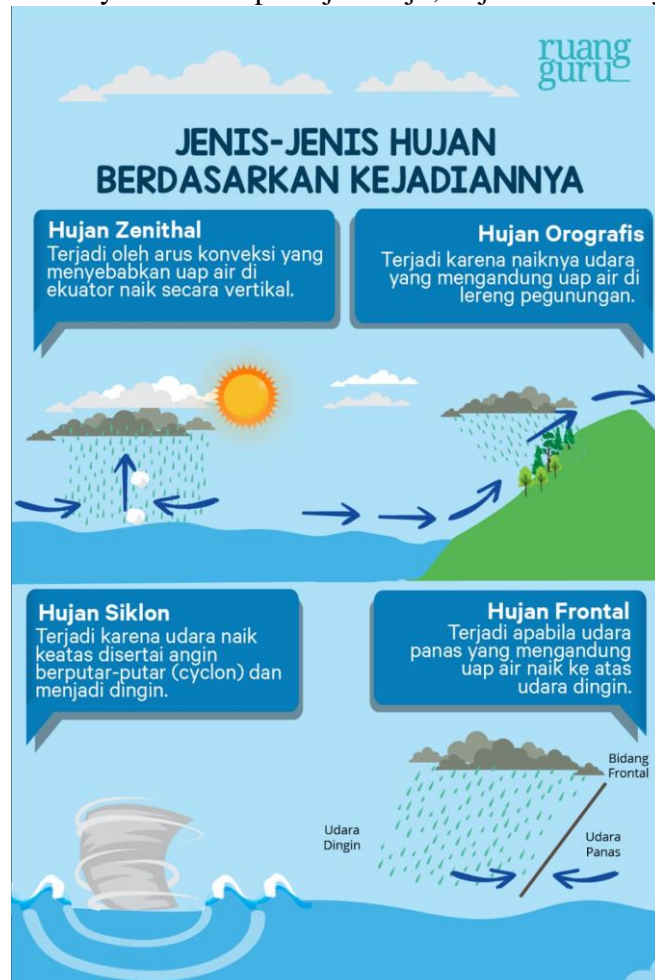 ruang
guru
JENIS-JENIS HUJAN
BERDASARKAN KEJADIANNYA
Hujan Zenithal
Terjadi oleh arus konveksi yang
menyebabkan uap air di
ekuator naik secara vertikal.
Hujan Orografis
Terjadi karena naiknya udara
yang mengandung uap air di
lereng pegunungan.
Hujan Siklon
Terjadi karena udara naik
keatas disertai angin
berputar-putar (cyclon) dan
menjadi dingin.
Hujan Frontal
Terjadi apabila udara
panas yang mengandung
uap air naik ke atas
udara dingin.
Bidang
Frontal
Udara
Dingin
Udara
Panas